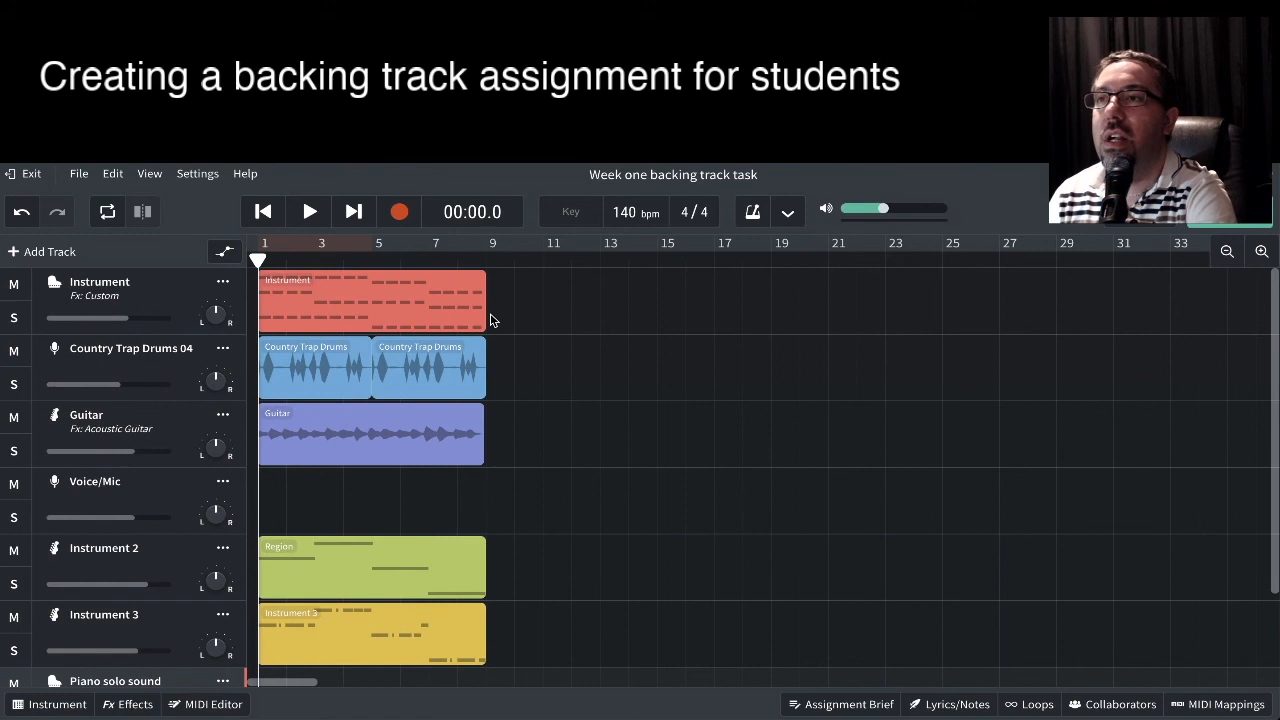 Creating a backing track assignment for students
Exit File Edit View Settings Help Week one backing track task
00:00.0 Key 140 bpm 4 / 4
Add Track 1 3 5 7 9 11 13 15 17 19 21 23 25 27 29 31 33
Instrument
Fx: Custom
L R
Instrument
Country Trap Drums 04
S L R
Country Trap Drums Country Trap Drums
M Guitar
Fx: Acoustic Guitar
S L R
Guitar
M Voice/Mic
S L R
Instrument 2
S L R
Region
Instrument 3
S L R
Instrument 3
M Piano solo sound
Instrument Fx Effects MIDI Editor Assignment Brief Lyrics/Notes Loops Collaborators MIDI Mappings